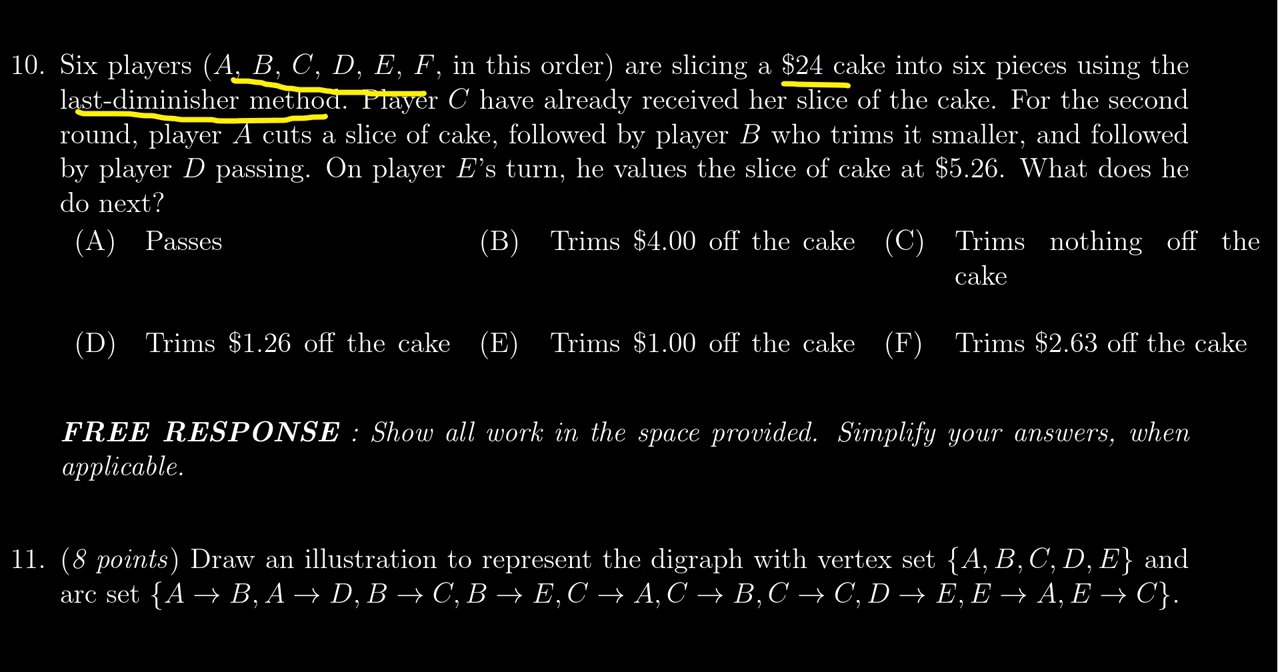 10. Six players (A, B, C, D, E, F, in this order) are slicing a $24 cake into six pieces using the
last-diminisher method. Player C have already received her slice of the cake. For the second
round, player A cuts a slice of cake, followed by player B who trims it smaller, and followed
by player D passing. On player E's turn, he values the slice of cake at $5.26. What does he
do next?
(A) Passes (B) Trims $4.00 off the cake (C) Trims nothing off the
cake
(D) Trims $1.26 off the cake (E) Trims $1.00 off the cake (F) Trims $2.63 off the cake
FREE RESPONSE : Show all work in the space provided. Simplify your answers, when
applicable.
11. (8 points) Draw an illustration to represent the digraph with vertex set {A, B, C, D, E} and
arc set {A → B, A → D, B → C, B → E, C → A, C → B, C → C, D → E, E → A, E → C}.